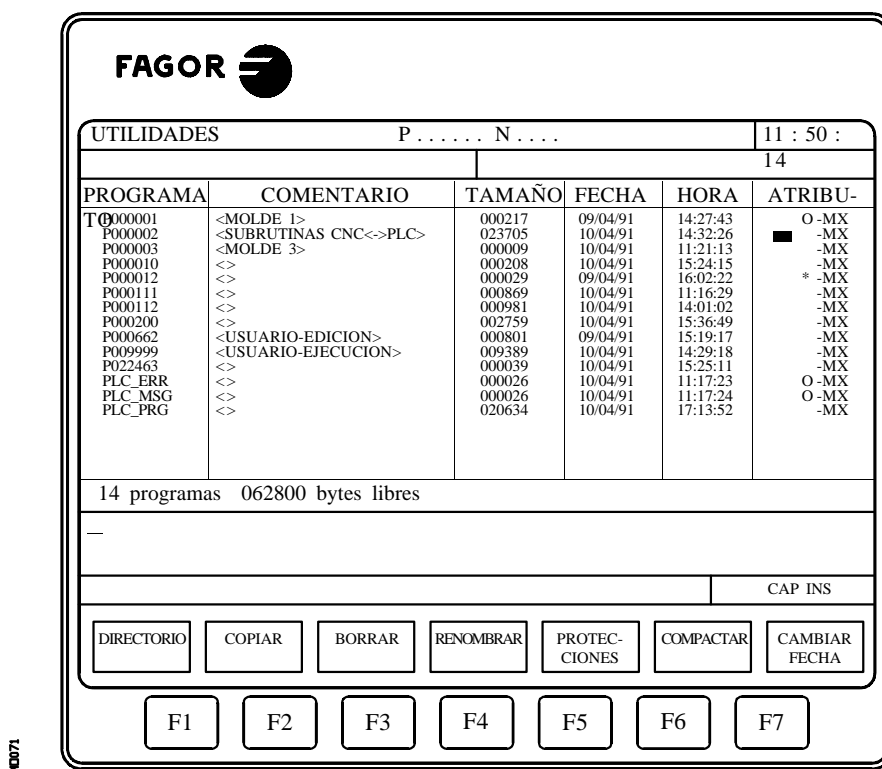 FAGOR
UTILIDADES P . . . . . . N . . . . 11 : 50 :
14
PROGRAMA COMENTARIO TAMAÑO FECHA HORA ATRIBU-
TO
P000001 <MOLDE 1> 000217 09/04/91 14:27:43 O -MX
P000002 <SUBRUTINAS CNC<->PLC> 023705 10/04/91 14:32:26 -MX
P000003 <MOLDE 3> 000009 10/04/91 11:21:13 -MX
P000010 <> 000208 10/04/91 15:24:15 -MX
P000012 <> 000029 09/04/91 16:02:22 * -MX
P000111 <> 000869 10/04/91 11:16:29 -MX
P000112 <> 000981 10/04/91 14:01:02 -MX
P000200 <> 002759 10/04/91 15:36:49 -MX
P000662 <USUARIO-EDICION> 000801 09/04/91 15:19:17 -MX
P009999 <USUARIO-EJECUCION> 009389 10/04/91 14:29:18 -MX
P022463 <> 000039 10/04/91 15:25:11 -MX
PLC_ERR <> 000026 10/04/91 11:17:23 O -MX
PLC_MSG <> 000026 10/04/91 11:17:24 O -MX
PLC_PRG <> 020634 10/04/91 17:13:52 -MX
14 programas 062800 bytes libres
CAP INS
DIRECTORIO COPIAR BORRAR RENOMBRAR PROTEC-
CIONES COMPACTAR CAMBIAR
FECHA
F1 F2 F3 F4 F5 F6 F7